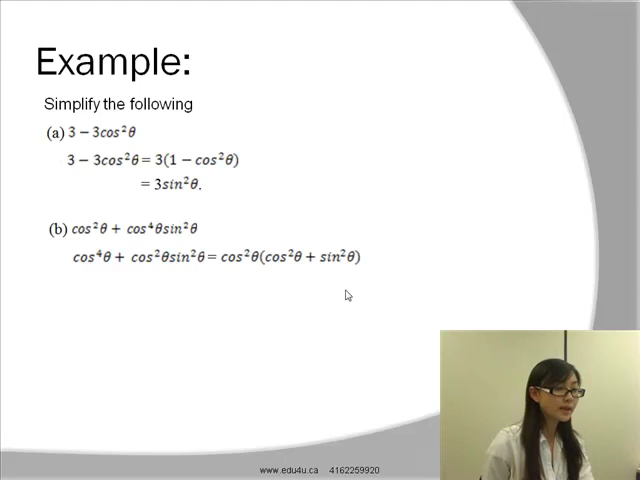 Example:
Simplify the following
(a) 3 − 3cos²θ
3 − 3cos²θ = 3(1 − cos²θ)
= 3sin²θ.
(b) cos²θ + cos⁴θsin²θ
cos⁴θ + cos²θsin²θ = cos²θ(cos²θ + sin²θ)
www.edu4u.ca 4162259920